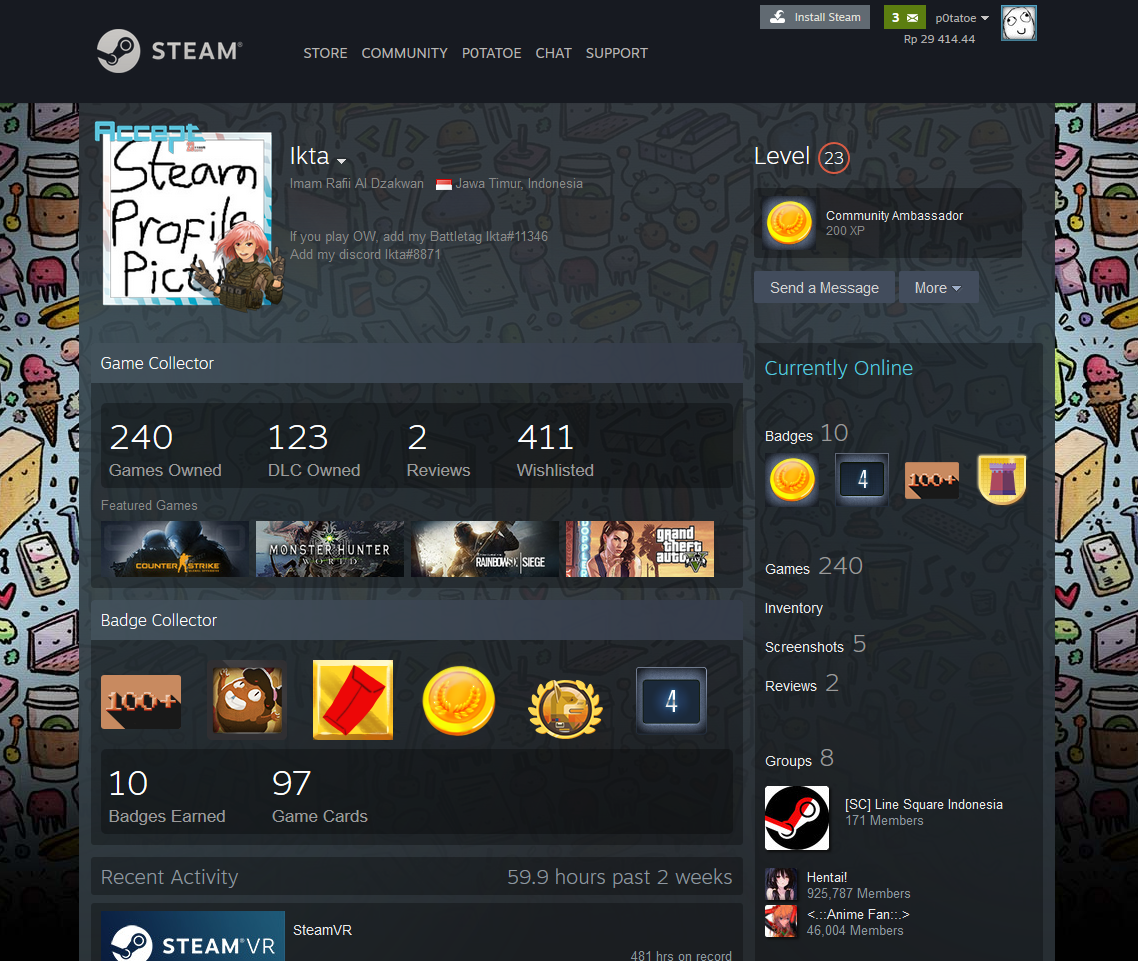 Install Steam
3
p0tatoe
Rp 29 414.44
STEAM®
STORE
COMMUNITY
POTATOE
CHAT
SUPPORT
Accept
Steam
Profile
Ikta
Imam Rafii Al Dzakwan
Jawa Timur, Indonesia
If you play OW, add my Battletag Ikta#11346
Add my discord Ikta#8871
Level 23
Community Ambassador
200 XP
Send a Message
More
Game Collector
240
123
2
411
Games Owned
DLC Owned
Reviews
Wishlisted
Featured Games
COUNTER STRIKE
MONSTER HUNTER
WORLD
RAINBOW SIX SIEGE
grand
theft
auto
V
Badge Collector
100+
4
10
97
Badges Earned
Game Cards
Recent Activity
59.9 hours past 2 weeks
STEAM®VR
SteamVR
481 hrs on record
Currently Online
Badges 10
4
100+
Games 240
Inventory
Screenshots 5
Reviews 2
Groups 8
[SC] Line Square Indonesia
171 Members
Hentai!
925,787 Members
<.::Anime Fan::.>
46,004 Members